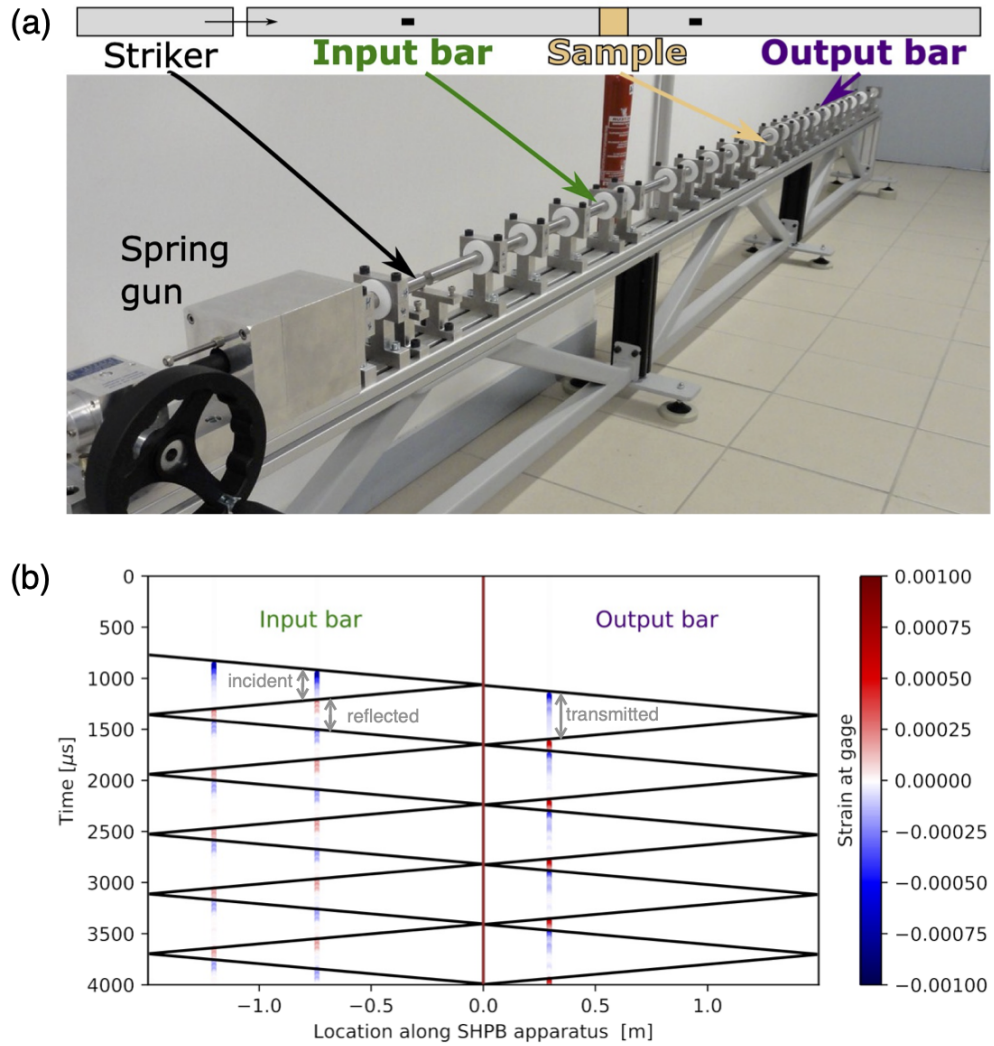 (a)
Striker
Input bar
Sample
Output bar
Spring
gun
(b)
0
500
1000
1500
2000
2500
3000
3500
4000
Time [μs]
Input bar
Output bar
incident
reflected
transmitted
−1.0
−0.5
0.0
0.5
1.0
Location along SHPB apparatus [m]
0.00100
0.00075
0.00050
0.00025
0.00000
−0.00025
−0.00050
−0.00075
−0.00100
Strain at gage